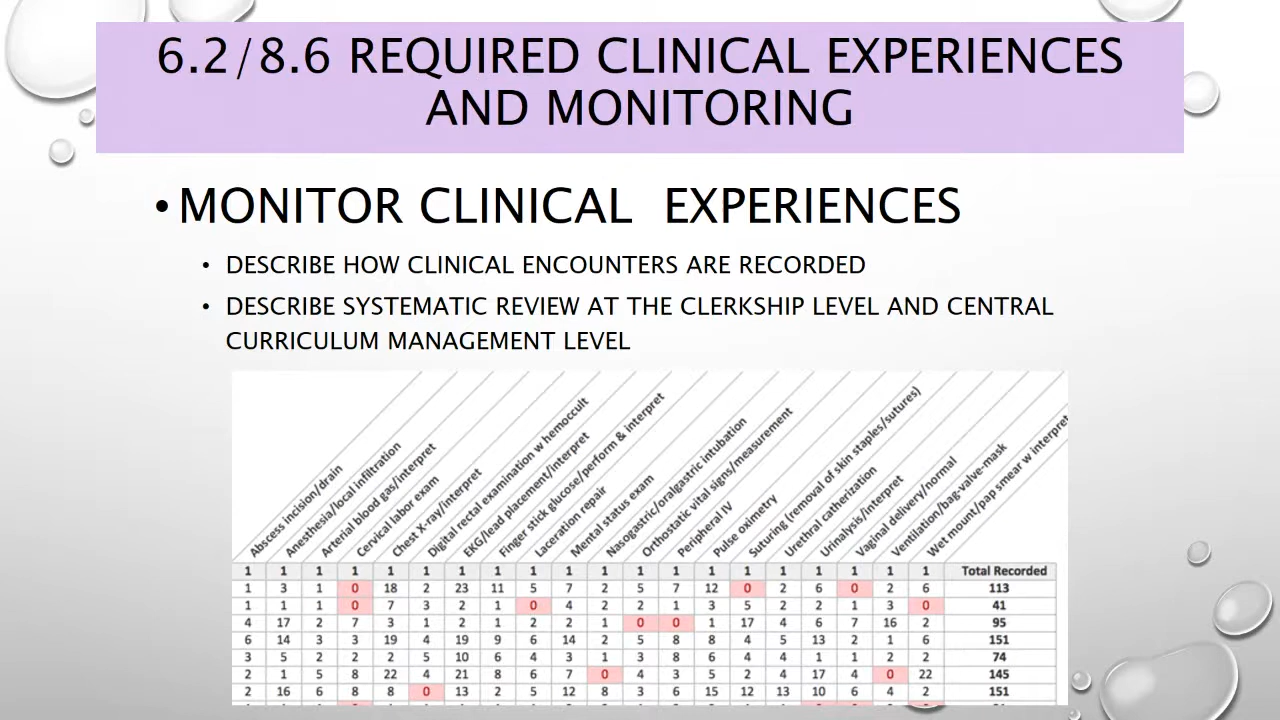 6.2/8.6 REQUIRED CLINICAL EXPERIENCES
AND MONITORING
•MONITOR CLINICAL  EXPERIENCES
• DESCRIBE HOW CLINICAL ENCOUNTERS ARE RECORDED
• DESCRIBE SYSTEMATIC REVIEW AT THE CLERKSHIP LEVEL AND CENTRAL
CURRICULUM MANAGEMENT LEVEL
Abscess incision/drain
Anesthesia/local infiltration
Arterial blood gas/interpret
Cervical labor exam
Chest X-ray/interpret
Digital rectal examination w hemoccult
EKG/lead placement/interpret
Finger stick glucose/perform & interpret
Laceration repair
Mental status exam
Nasogastric/oralgastric intubation
Orthostatic vital signs/measurement
Peripheral IV
Pulse oximetry
Suturing (removal of skin staples/sutures)
Urethral catherization
Urinalysis/interpret
Vaginal delivery/normal
Ventilation/bag-valve-mask
Wet mount/pap smear w interpret
1 1 1 1 1 1 1 1 1 1 1 1 1 1 1 1 1 1 1 1 Total Recorded
1 3 1 0 18 2 23 11 5 7 2 5 7 12 0 2 6 0 2 6 113
1 1 1 0 7 3 2 1 0 4 2 2 1 3 5 2 2 1 3 0 41
4 17 2 7 3 1 2 1 2 2 1 0 0 1 17 4 6 7 16 2 95
6 14 3 3 19 4 19 9 6 14 2 5 8 8 4 5 13 2 1 6 151
3 5 2 2 2 5 10 6 4 3 1 3 8 6 4 4 1 1 2 2 74
2 1 5 8 22 4 21 8 6 7 0 4 3 5 2 4 17 4 0 22 145
2 16 6 8 8 0 13 2 5 12 8 3 6 15 12 13 10 6 4 2 151